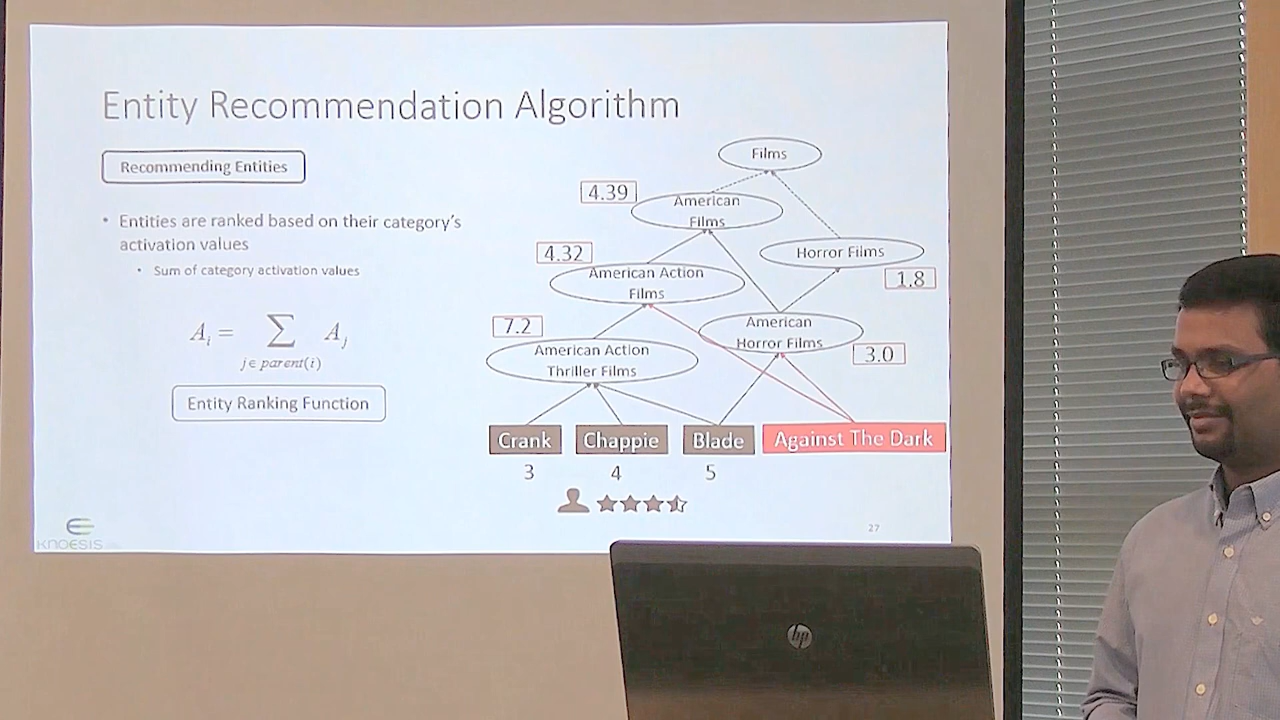 Entity Recommendation Algorithm
Recommending Entities
• Entities are ranked based on their category's
activation values
• Sum of category activation values
A_i = ∑ A_j
j∈ parent(i)
Entity Ranking Function
Films
4.39
American
Films
Horror Films
1.8
4.32
American Action
Films
7.2
American
Horror Films
3.0
American Action
Thriller Films
Crank
Chappie
Blade
Against The Dark
3
4
5
27
KNOESIS
hp